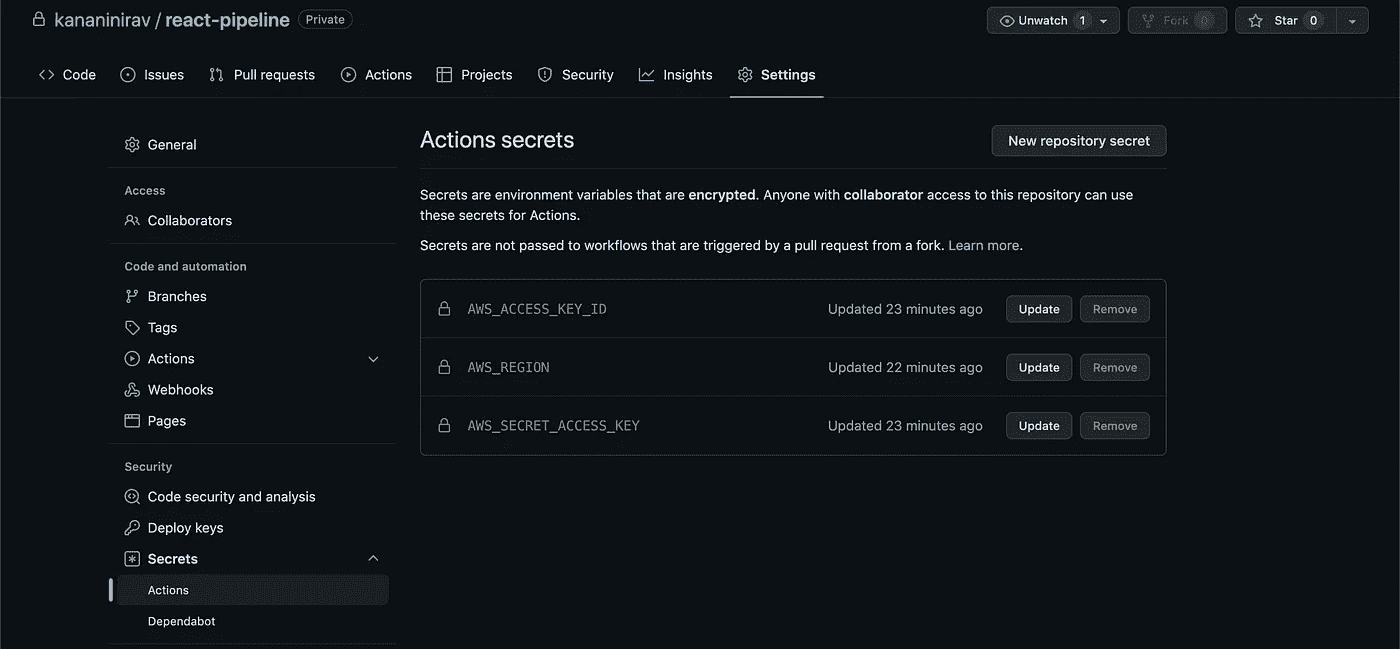 kananinirav / react-pipeline Private Unwatch 1 Fork 0 Star 0
Code Issues Pull requests Actions Projects Security Insights Settings
General
Access
Collaborators
Code and automation
Branches
Tags
Actions
Webhooks
Pages
Security
Code security and analysis
Deploy keys
Secrets
Actions
Dependabot
Actions secrets New repository secret
Secrets are environment variables that are encrypted. Anyone with collaborator access to this repository can use
these secrets for Actions.
Secrets are not passed to workflows that are triggered by a pull request from a fork. Learn more.
AWS_ACCESS_KEY_ID Updated 23 minutes ago Update Remove
AWS_REGION Updated 22 minutes ago Update Remove
AWS_SECRET_ACCESS_KEY Updated 23 minutes ago Update Remove